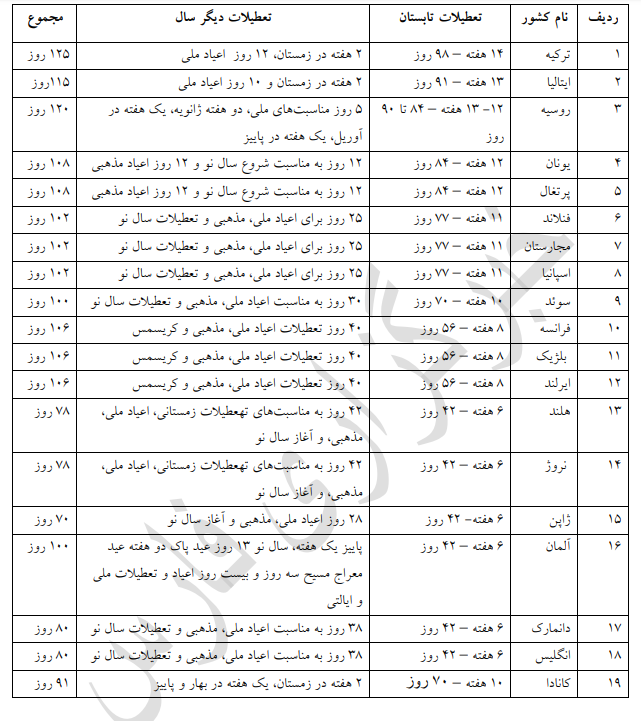 ردیف نام کشور تعطیلات تابستان تعطیلات دیگر سال مجموع
۱ ترکیه ۱۴ هفته – ۹۸ روز ۲ هفته در زمستان، ۱۲ روز اعیاد ملی ۱۲۵ روز
۲ ایتالیا ۱۳ هفته – ۹۱ روز ۲ هفته در زمستان و ۱۰ روز اعیاد ملی ۱۱۵روز
۳ روسیه ۱۲- ۱۳ هفته – ۸۴ تا ۹۰ ۵ روز مناسبت‌های ملی، دو هفته ژانویه، یک هفته در ۱۲۰ روز
روز آوریل، یک هفته در پاییز
۴ یونان ۱۲ هفته – ۸۴ روز ۱۲ روز به مناسبت شروع سال نو و ۱۲ روز اعیاد مذهبی ۱۰۸ روز
۵ پرتغال ۱۲ هفته – ۸۴ روز ۱۲ روز به مناسبت شروع سال نو و ۱۲ روز اعیاد مذهبی ۱۰۸ روز
۶ فنلاند ۱۱ هفته – ۷۷ روز ۲۵ روز برای اعیاد ملی، مذهبی و تعطیلات سال نو ۱۰۲ روز
۷ مجارستان ۱۱ هفته – ۷۷ روز ۲۵ روز برای اعیاد ملی، مذهبی و تعطیلات سال نو ۱۰۲ روز
۸ اسپانیا ۱۱ هفته – ۷۷ روز ۲۵ روز برای اعیاد ملی، مذهبی و تعطیلات سال نو ۱۰۲ روز
۹ سوئد ۱۰ هفته – ۷۰ روز ۳۰ روز به مناسبت اعیاد ملی، مذهبی و تعطیلات سال نو ۱۰۰ روز
۱۰ فرانسه ۸ هفته – ۵۶ روز ۴۰ روز تعطیلات اعیاد ملی، مذهبی و کریسمس ۱۰۶ روز
۱۱ بلژیک ۸ هفته – ۵۶ روز ۴۰ روز تعطیلات اعیاد ملی، مذهبی و کریسمس ۱۰۶ روز
۱۲ ایرلند ۸ هفته – ۵۶ روز ۴۰ روز تعطیلات اعیاد ملی، مذهبی و کریسمس ۱۰۶ روز
۱۳ هلند ۶ هفته – ۴۲ روز ۴۲ روز به مناسبت‌های تهعطیلات زمستانی، اعیاد ملی، ۷۸ روز
مذهبی، و آغاز سال نو
۱۴ نروژ ۶ هفته – ۴۲ روز ۴۲ روز به مناسبت‌های تهعطیلات زمستانی، اعیاد ملی، ۷۸ روز
مذهبی، و آغاز سال نو
۱۵ ژاپن ۶ هفته- ۴۲ روز ۲۸ روز اعیاد ملی، مذهبی و آغاز سال نو ۷۰ روز
۱۶ آلمان ۶ هفته – ۴۲ روز پاییز یک هفته، سال نو ۱۳ روز عید پاک دو هفته عید ۱۰۰ روز
معراج مسیح سه روز و بیست روز اعیاد و تعطیلات ملی
و ایالتی
۱۷ دانمارک ۶ هفته – ۴۲ روز ۳۸ روز به مناسبت اعیاد ملی، مذهبی و تعطیلات سال نو ۸۰ روز
۱۸ انگلیس ۶ هفته – ۴۲ روز ۳۸ روز به مناسبت اعیاد ملی، مذهبی و تعطیلات سال نو ۸۰ روز
۱۹ کانادا ۱۰ هفته – ۷۰ روز ۲ هفته در زمستان، یک هفته در بهار و پاییز ۹۱ روز
خبرگزاری فارس